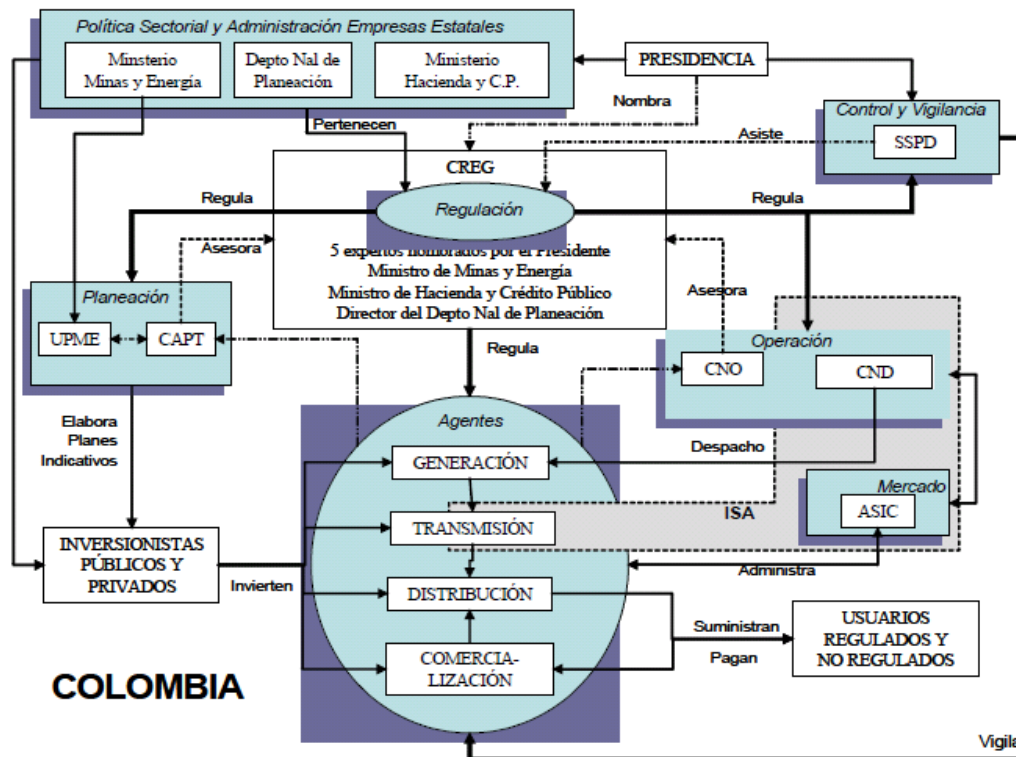 Política Sectorial y Administración Empresas Estatales
Minsterio
Minas y Energía
Depto Nal de
Planeación
Ministerio
Hacienda y C.P.
PRESIDENCIA
Nombra
Control y Vigilancia
SSPD
Pertenecen
Asiste
CREG
Regulación
Regula
Regula
5 expertos nombrados por el Presidente
Ministro de Minas y Energía
Ministro de Hacienda y Crédito Público
Director del Depto Nal de Planeación
Asesora
Asesora
Planeación
UPME
CAPT
Regula
Operación
CNO
CND
Elabora
Planes
Indicativos
Agentes
Despacho
GENERACIÓN
Mercado
ASIC
ISA
TRANSMISIÓN
INVERSIONISTAS
PÚBLICOS Y
PRIVADOS
Invierten
Administra
DISTRIBUCIÓN
Suministran
Pagan
USUARIOS
REGULADOS Y
NO REGULADOS
COMERCIA-
LIZACIÓN
COLOMBIA
Vigila